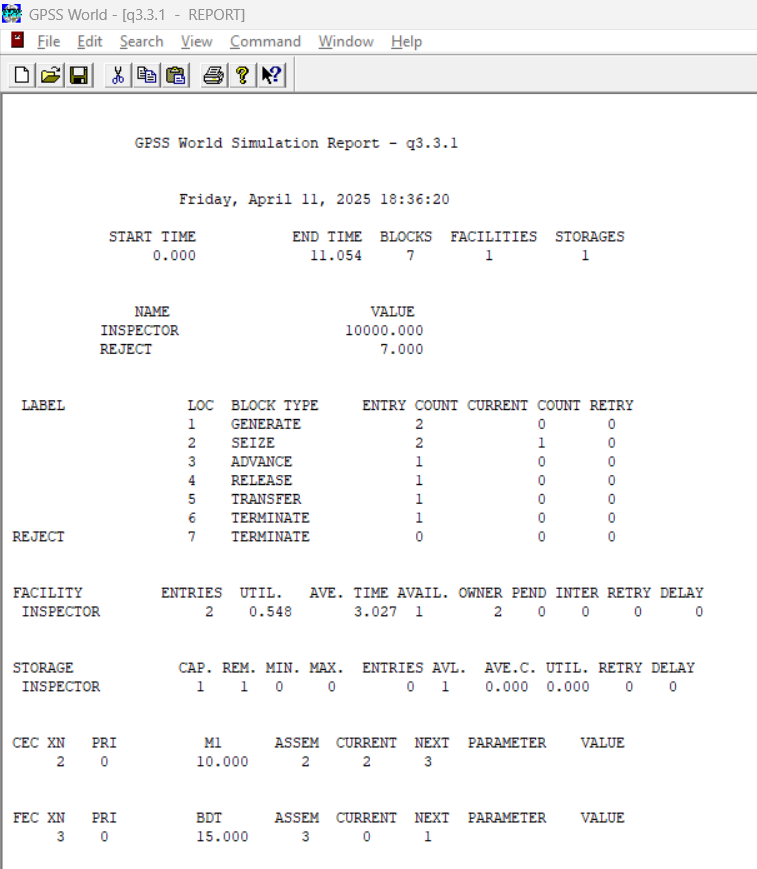 GPSS World - [q3.3.1 - REPORT]
File Edit Search View Command Window Help
GPSS World Simulation Report - q3.3.1
Friday, April 11, 2025 18:36:20
START TIME END TIME BLOCKS FACILITIES STORAGES
0.000 11.054 7 1 1
NAME VALUE
INSPECTOR 10000.000
REJECT 7.000
LABEL LOC BLOCK TYPE ENTRY COUNT CURRENT COUNT RETRY
1 GENERATE 2 0 0
2 SEIZE 2 1 0
3 ADVANCE 1 0 0
4 RELEASE 1 0 0
5 TRANSFER 1 0 0
6 TERMINATE 1 0 0
REJECT 7 TERMINATE 0 0 0
FACILITY ENTRIES UTIL. AVE. TIME AVAIL. OWNER PEND INTER RETRY DELAY
INSPECTOR 2 0.548 3.027 1 2 0 0 0 0
STORAGE CAP. REM. MIN. MAX. ENTRIES AVL. AVE.C. UTIL. RETRY DELAY
INSPECTOR 1 1 0 0 0 1 0.000 0.000 0 0
CEC XN PRI M1 ASSEM CURRENT NEXT PARAMETER VALUE
2 0 10.000 2 2 3
FEC XN PRI BDT ASSEM CURRENT NEXT PARAMETER VALUE
3 0 15.000 3 0 1